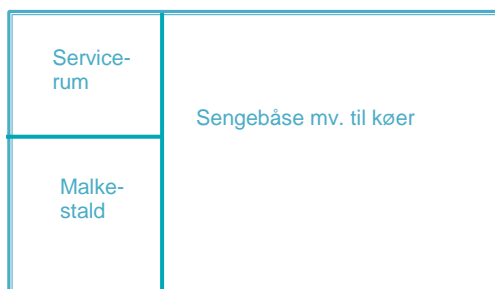 Service-
rum
Sengebåse mv. til køer
Malke-
stald